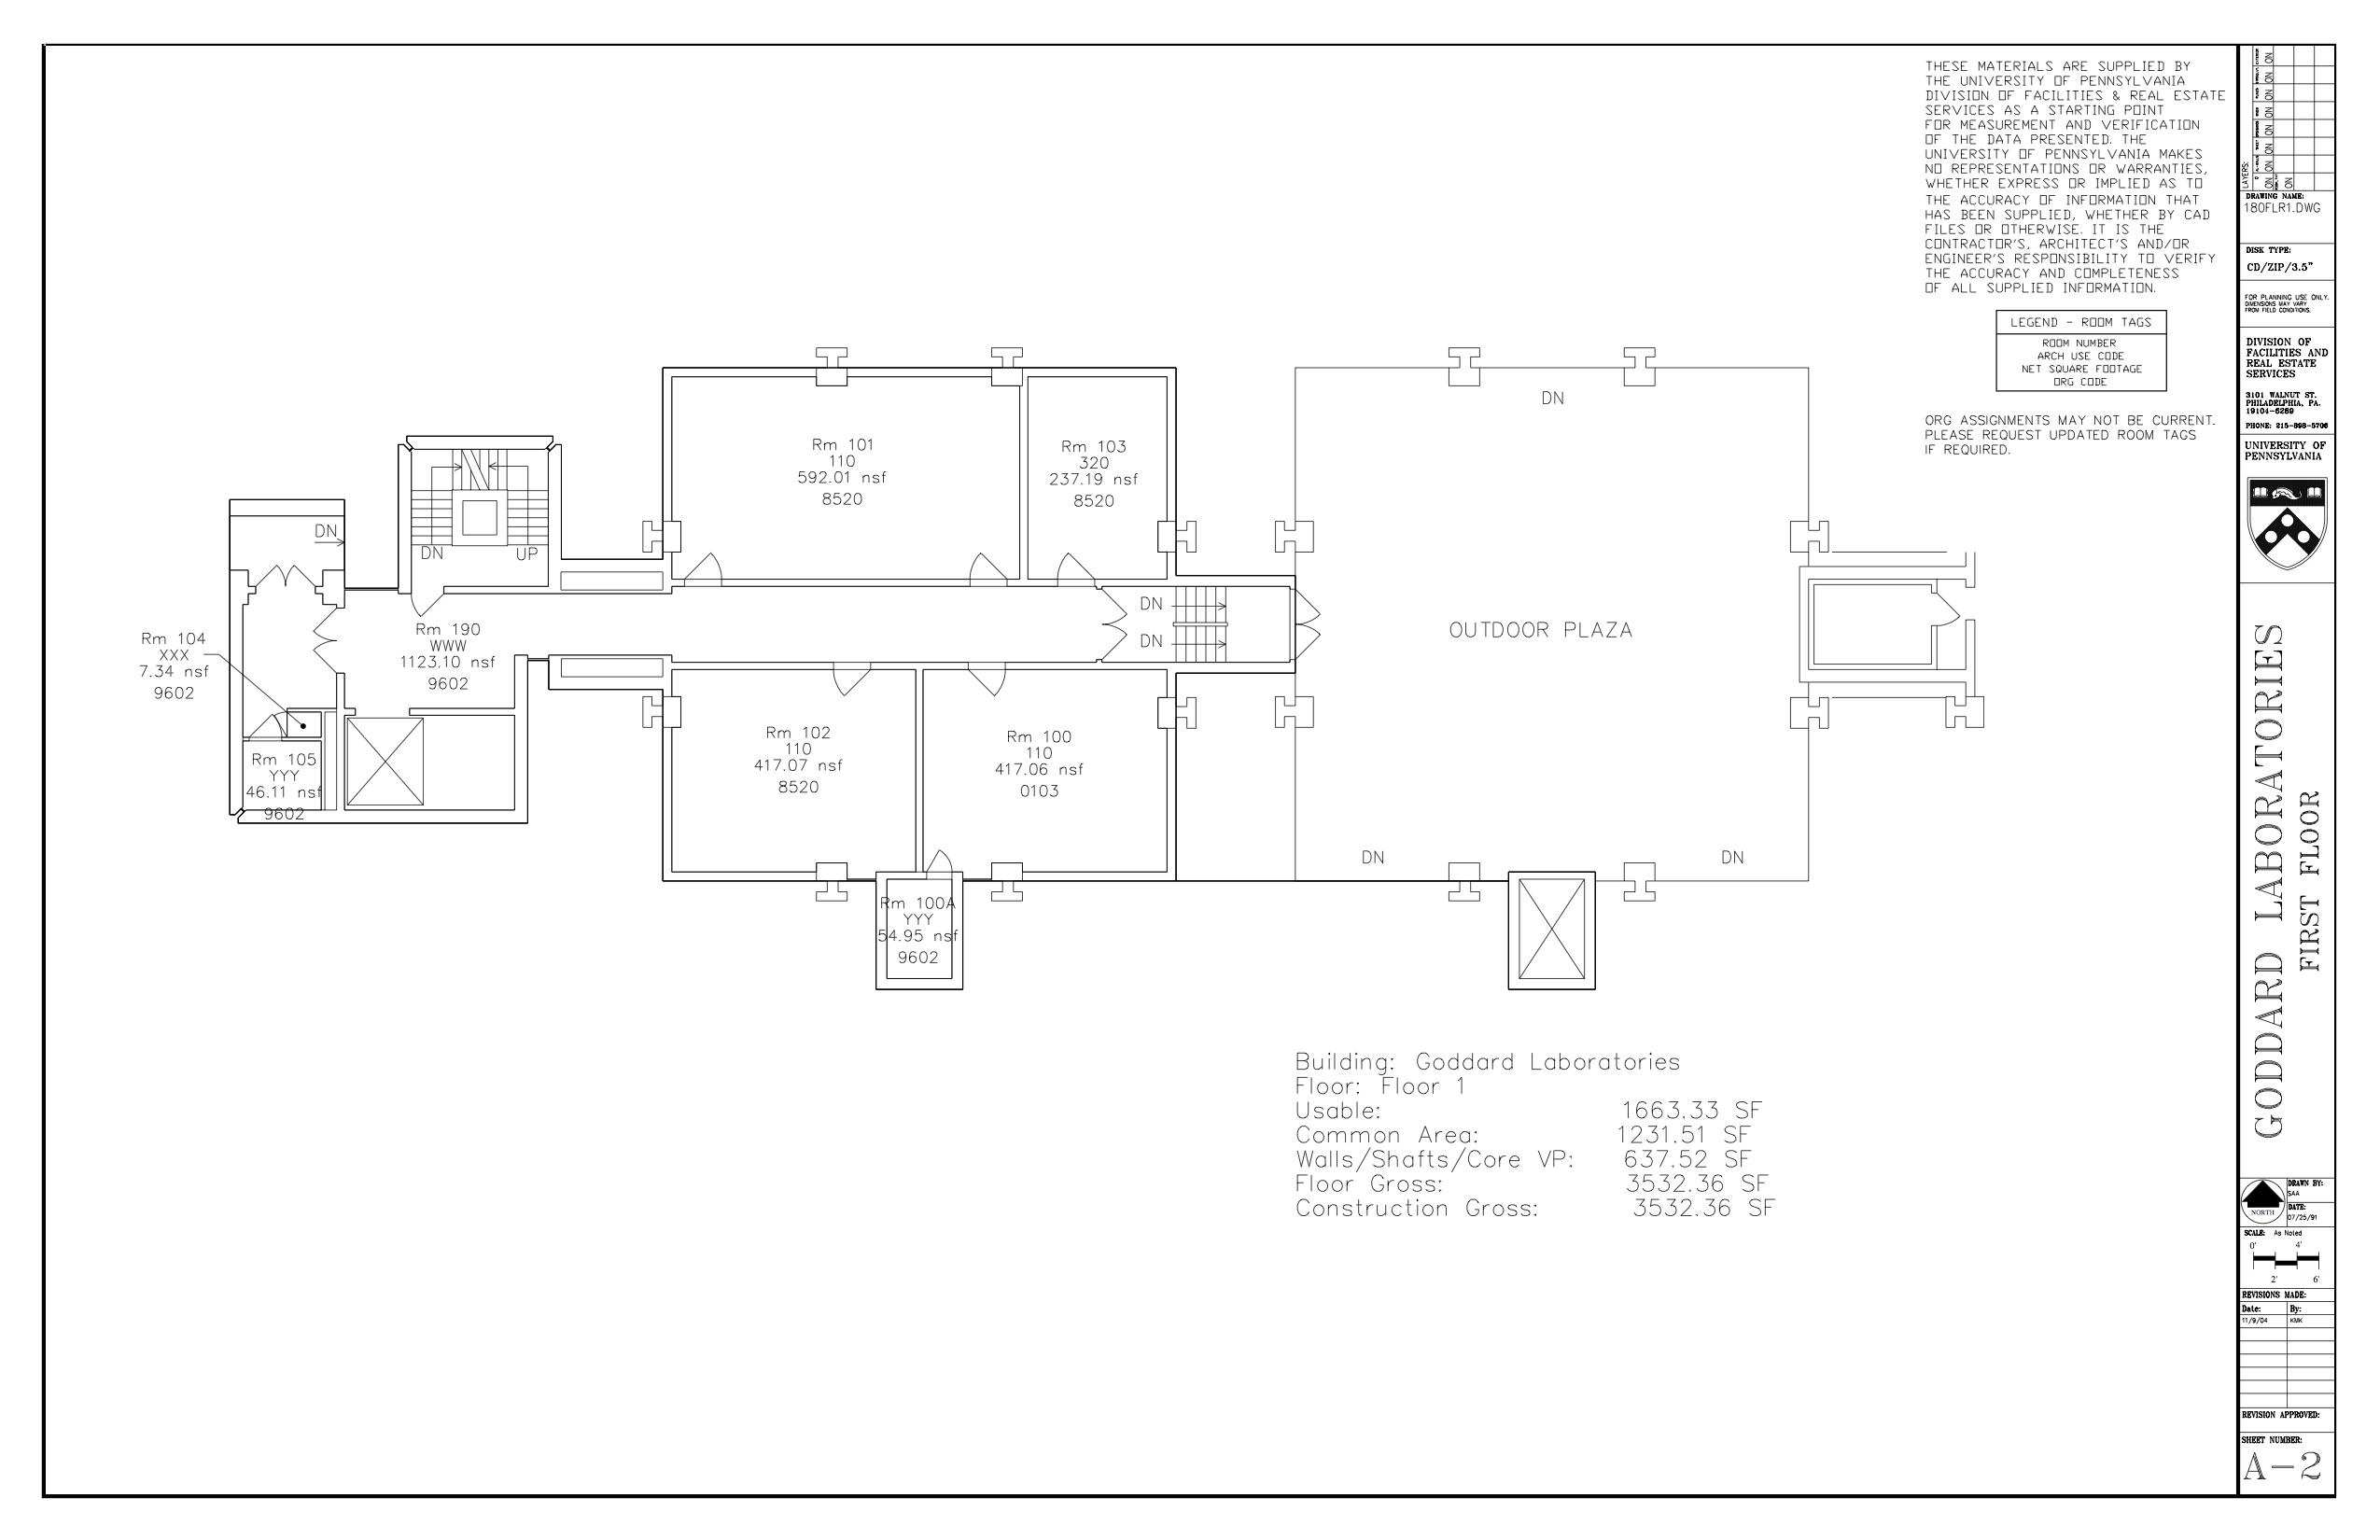 THESE MATERIALS ARE SUPPLIED BY
THE UNIVERSITY OF PENNSYLVANIA
DIVISION OF FACILITIES & REAL ESTATE
SERVICES AS A STARTING POINT
FOR MEASUREMENT AND VERIFICATION
OF THE DATA PRESENTED. THE
UNIVERSITY OF PENNSYLVANIA MAKES
NO REPRESENTATIONS OR WARRANTIES,
WHETHER EXPRESS OR IMPLIED AS TO
THE ACCURACY OF INFORMATION THAT
HAS BEEN SUPPLIED, WHETHER BY CAD
FILES OR OTHERWISE. IT IS THE
CONTRACTOR'S, ARCHITECT'S AND/OR
ENGINEER'S RESPONSIBILITY TO VERIFY
THE ACCURACY AND COMPLETENESS
OF ALL SUPPLIED INFORMATION.
LEGEND - ROOM TAGS
ROOM NUMBER
ARCH USE CODE
NET SQUARE FOOTAGE
ORG CODE
ORG ASSIGNMENTS MAY NOT BE CURRENT.
PLEASE REQUEST UPDATED ROOM TAGS
IF REQUIRED.
Rm 101
110
592.01 nsf
8520
Rm 103
320
237.19 nsf
8520
DN
DN
DN
UP
DN
DN
Rm 104
XXX
7.34 nsf
9602
Rm 190
WWW
1123.10 nsf
9602
OUTDOOR PLAZA
Rm 105
YYY
46.11 nsf
9602
Rm 102
110
417.07 nsf
8520
Rm 100
110
417.06 nsf
0103
DN
DN
Rm 100A
YYY
54.95 nsf
9602
Building: Goddard Laboratories
Floor: Floor 1
Usable: 1663.33 SF
Common Area: 1231.51 SF
Walls/Shafts/Core VP: 637.52 SF
Floor Gross: 3532.36 SF
Construction Gross: 3532.36 SF
LAYERS:
ON
ON
ON
ON
ON
ON
ON
ON
DRAWING NAME:
180FLR1.DWG
DISK TYPE:
CD/ZIP/3.5"
FOR PLANNING USE ONLY.
DIMENSIONS MAY VARY
FROM FIELD CONDITIONS.
DIVISION OF
FACILITIES AND
REAL ESTATE
SERVICES
3101 WALNUT ST.
PHILADELPHIA, PA.
19104-6289
PHONE: 215-898-5706
UNIVERSITY OF
PENNSYLVANIA
GODDARD LABORATORIES
FIRST FLOOR
NORTH
DRAWN BY:
SAA
DATE:
07/25/91
SCALE: As Noted
0' 4'
2' 6'
REVISIONS MADE:
Date: By:
11/9/04 KMK
REVISION APPROVED:
SHEET NUMBER:
A-2